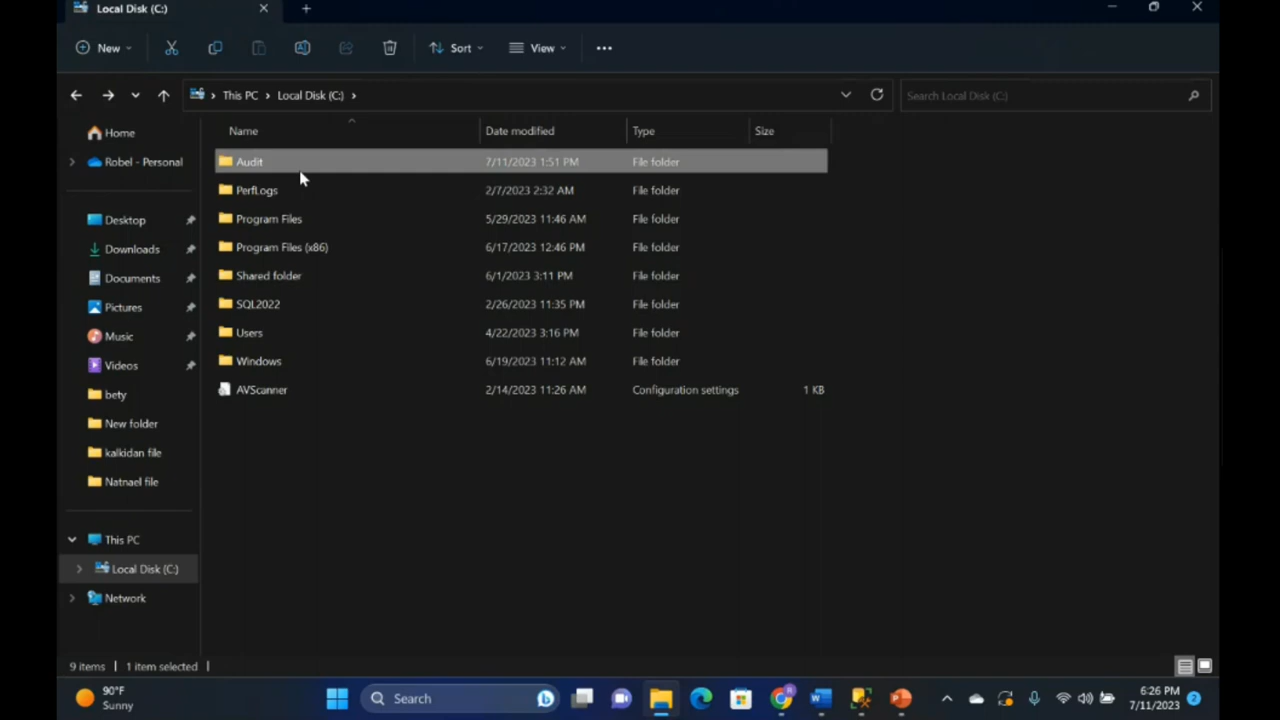 Local Disk (C:)
New
Sort
View
This PC > Local Disk (C:) >
Search Local Disk (C:)
Home
Robel - Personal
Desktop
Downloads
Documents
Pictures
Music
Videos
bety
New folder
kalkidan file
Natnael file
This PC
Local Disk (C:)
Network
Name Date modified Type Size
Audit 7/11/2023 1:51 PM File folder
PerfLogs 2/7/2023 2:32 AM File folder
Program Files 5/29/2023 11:46 AM File folder
Program Files (x86) 6/17/2023 12:46 PM File folder
Shared folder 6/1/2023 3:11 PM File folder
SQL2022 2/26/2023 11:35 PM File folder
Users 4/22/2023 3:16 PM File folder
Windows 6/19/2023 11:12 AM File folder
AVScanner 2/14/2023 11:26 AM Configuration settings 1 KB
9 items | 1 item selected |
90°F
Sunny
Search
6:26 PM
7/11/2023
2